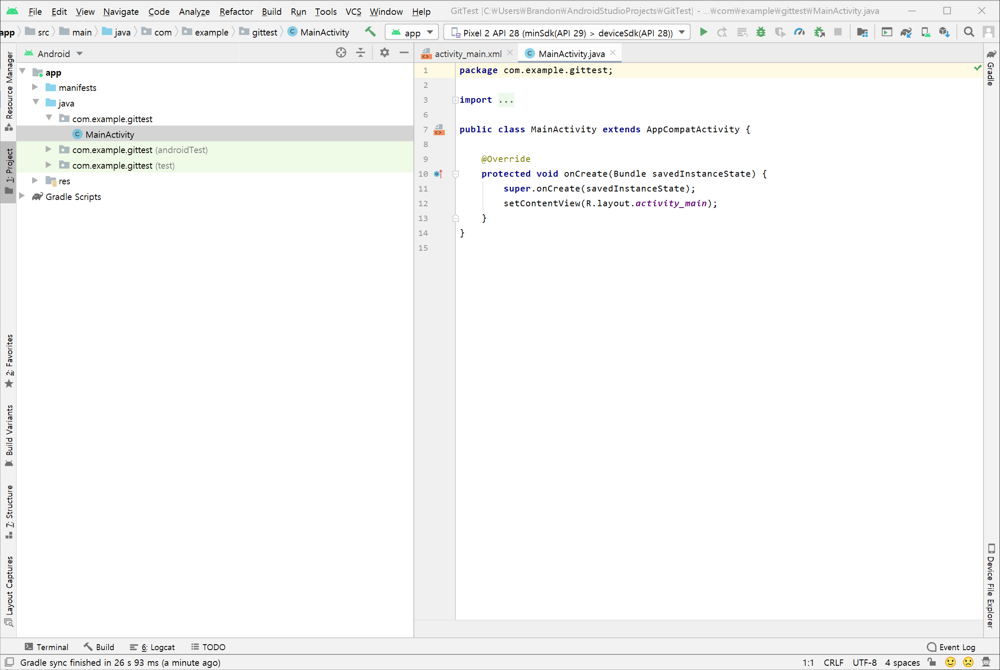 File Edit View Navigate Code Analyze Refactor Build Run Tools VCS Window Help GitTest [C:₩Users₩Brandon₩AndroidStudioProjects₩GitTest] - ...₩com₩example₩gittest₩MainActivity.java
app src main java com example gittest MainActivity app Pixel 2 API 28 (minSdk(API 29) > deviceSdk(API 28))
Resource Manager
1: Project
2: Favorites
Build Variants
7: Structure
Layout Captures
Android
app
manifests
java
com.example.gittest
MainActivity
com.example.gittest (androidTest)
com.example.gittest (test)
res
Gradle Scripts
activity_main.xml MainActivity.java
1 package com.example.gittest;
2
3 import ...
6
7 public class MainActivity extends AppCompatActivity {
8
9 @Override
10 protected void onCreate(Bundle savedInstanceState) {
11 super.onCreate(savedInstanceState);
12 setContentView(R.layout.activity_main);
13 }
14 }
15
Gradle
Device File Explorer
Terminal Build 6: Logcat TODO Event Log
Gradle sync finished in 26 s 93 ms (a minute ago) 1:1 CRLF UTF-8 4 spaces